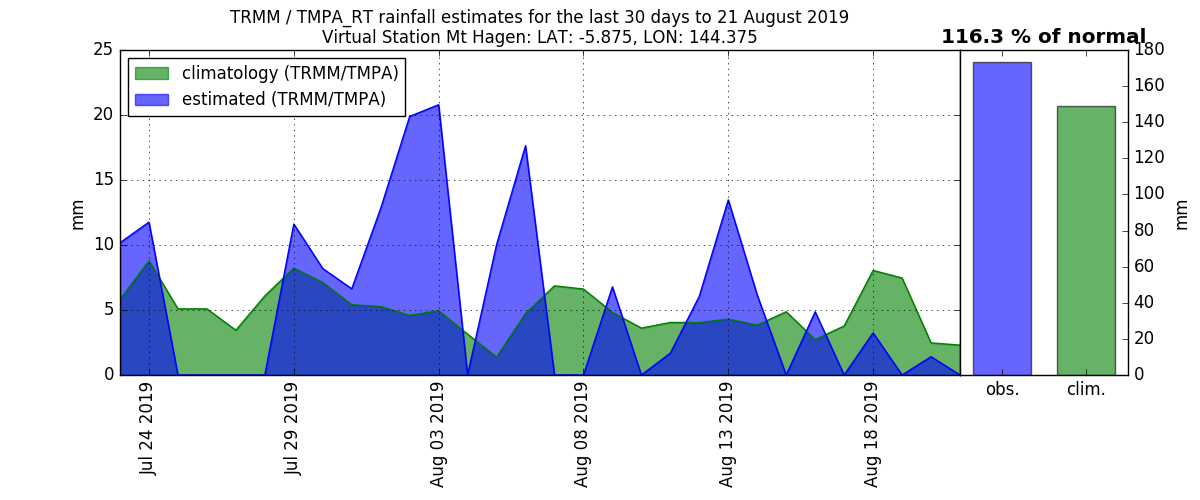 TRMM / TMPA_RT rainfall estimates for the last 30 days to 21 August 2019
Virtual Station Mt Hagen: LAT: -5.875, LON: 144.375
116.3 % of normal
climatology (TRMM/TMPA)
estimated (TRMM/TMPA)
mm
25
20
15
10
5
0
Jul 24 2019
Jul 29 2019
Aug 03 2019
Aug 08 2019
Aug 13 2019
Aug 18 2019
180
160
140
120
100
80
60
40
20
0
mm
obs.
clim.